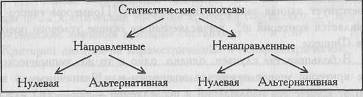 Статистические гипотезы
Направленные Ненаправленные
Нулевая Альтернативная Нулевая Альтернативная